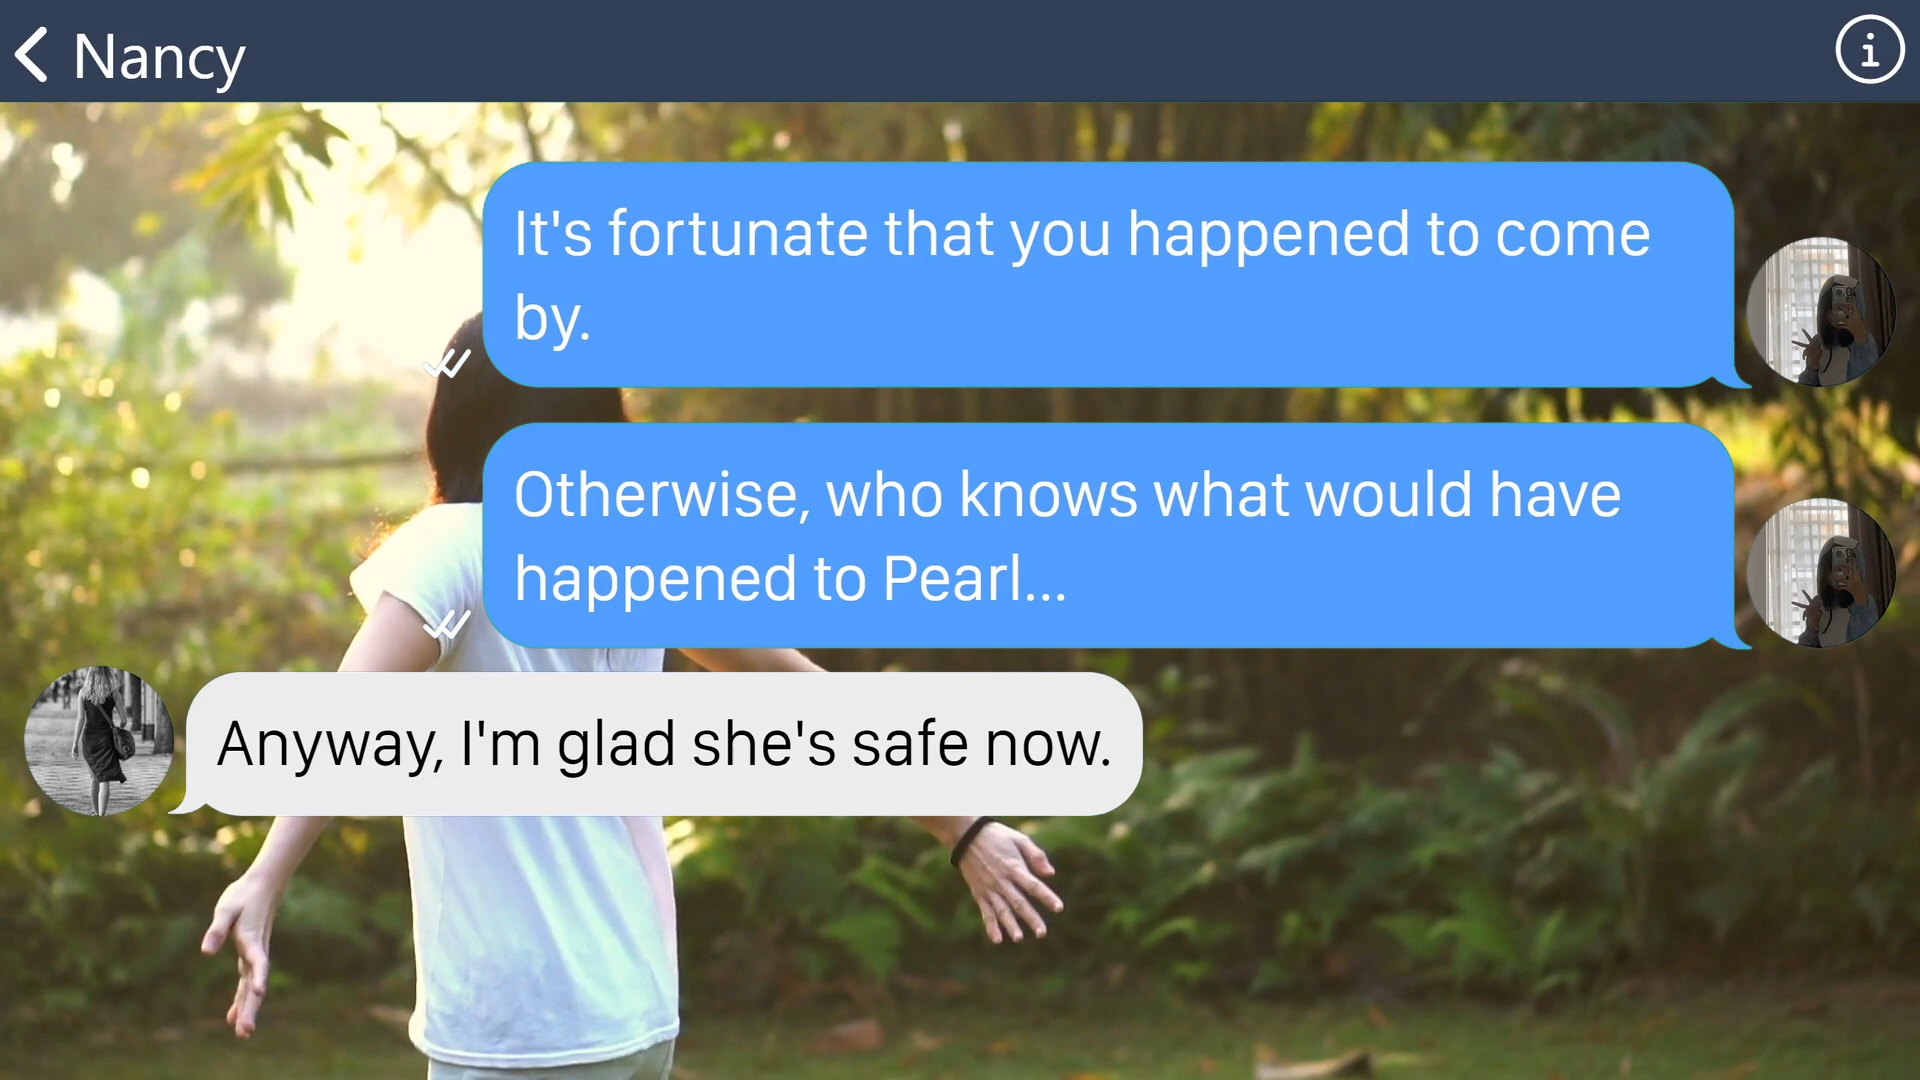 Nancy
It's fortunate that you happened to come
by.
Otherwise, who knows what would have
happened to Pearl...
Anyway, I'm glad she's safe now.